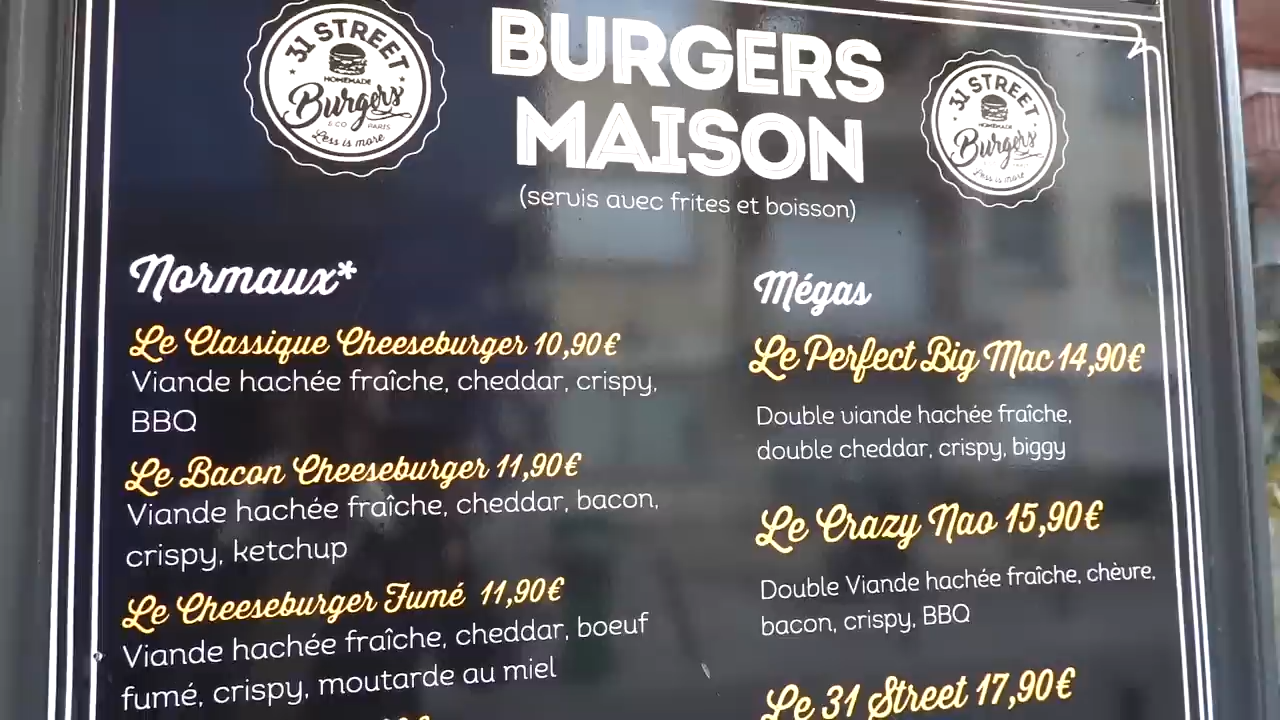 31 STREET
HOMEMADE
Burgers
& CO PARIS
Less is more
BURGERS
MAISON
(servis avec frites et boisson)
31 STREET
HOMEMADE
Burgers
Less is more
Normaux*
Le Classique Cheeseburger 10,90€
Viande hachée fraîche, cheddar, crispy,
BBQ
Le Bacon Cheeseburger 11,90€
Viande hachée fraîche, cheddar, bacon,
crispy, ketchup
Le Cheeseburger Fumé 11,90€
Viande hachée fraîche, cheddar, boeuf
fumé, crispy, moutarde au miel
Mégas
Le Perfect Big Mac 14,90€
Double viande hachée fraîche,
double cheddar, crispy, biggy
Le Crazy Nao 15,90€
Double Viande hachée fraîche, chèvre,
bacon, crispy, BBQ
Le 31 Street 17,90€